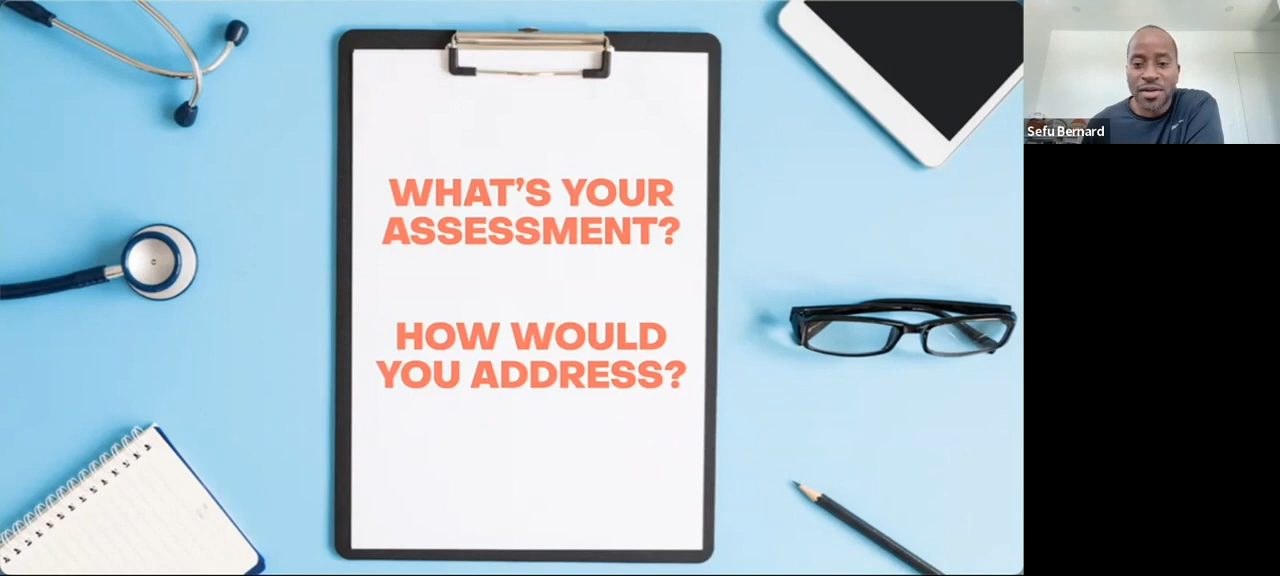 WHAT'S YOUR
ASSESSMENT?
HOW WOULD
YOU ADDRESS?
Sefu Bernard